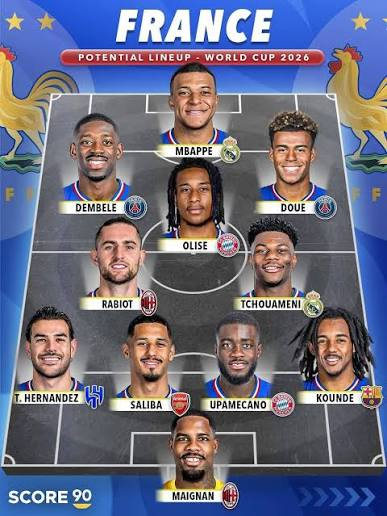 FRANCE
POTENTIAL LINEUP - WORLD CUP 2026
MBAPPE
DEMBELE
DOUE
OLISE
RABIOT
TCHOUAMENI
T. HERNANDEZ
SALIBA
UPAMECANO
KOUNDE
MAIGNAN
SCORE 90